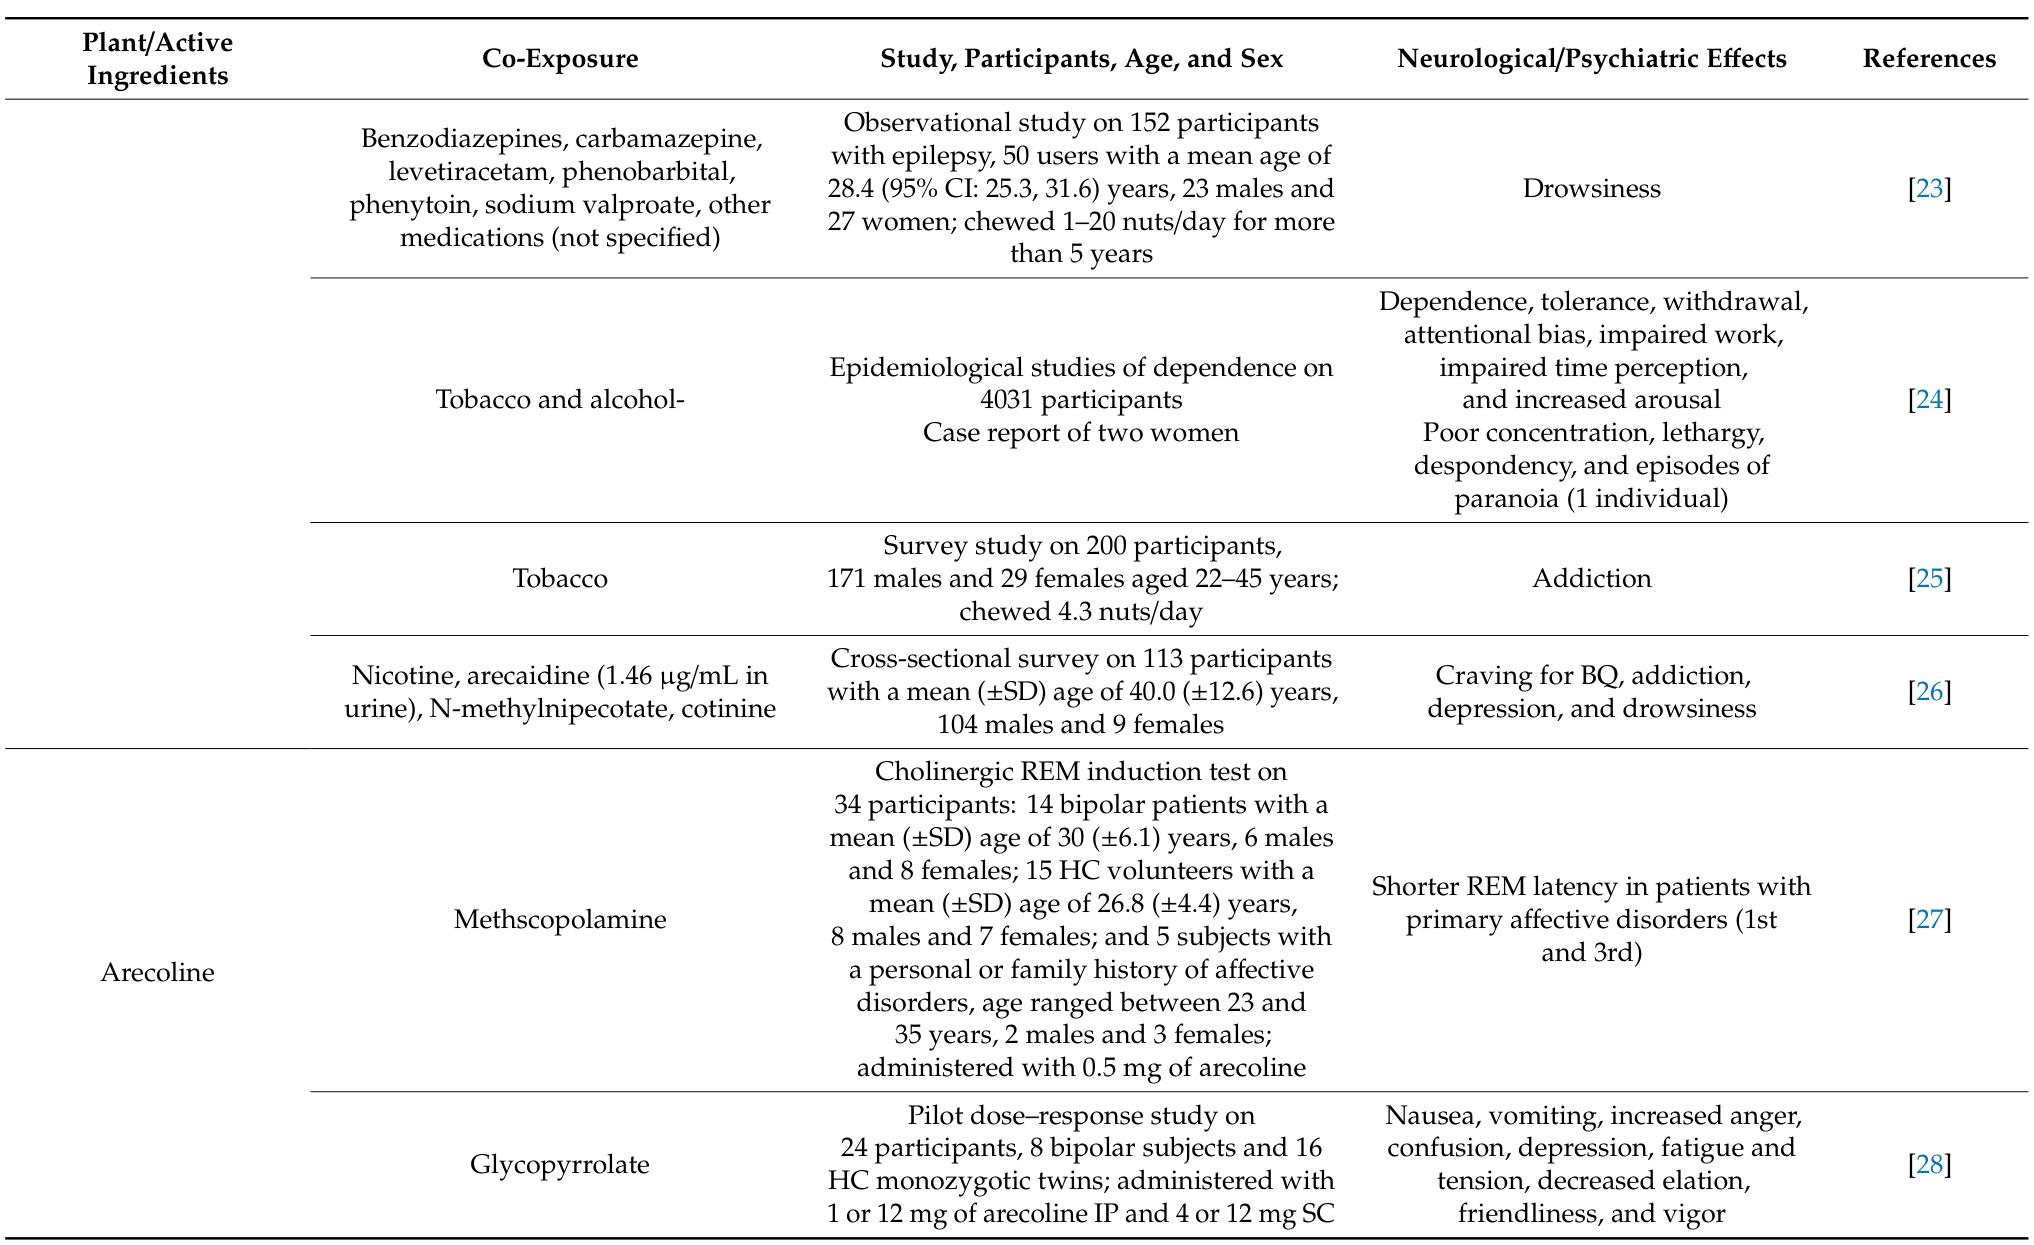 Plant/Active
Ingredients
Co-Exposure
Study, Participants, Age, and Sex
Neurological/Psychiatric Effects
References
Benzodiazepines, carbamazepine,
levetiracetam, phenobarbital,
phenytoin, sodium valproate, other
medications (not specified)
Observational study on 152 participants
with epilepsy, 50 users with a mean age of
28.4 (95% CI: 25.3, 31.6) years, 23 males and
27 women; chewed 1–20 nuts/day for more
than 5 years
Drowsiness
[23]
Tobacco and alcohol-
Epidemiological studies of dependence on
4031 participants
Case report of two women
Dependence, tolerance, withdrawal,
attentional bias, impaired work,
impaired time perception,
and increased arousal
Poor concentration, lethargy,
despondency, and episodes of
paranoia (1 individual)
[24]
Tobacco
Survey study on 200 participants,
171 males and 29 females aged 22–45 years;
chewed 4.3 nuts/day
Addiction
[25]
Nicotine, arecaidine (1.46 µg/mL in
urine), N-methylnipecotate, cotinine
Cross-sectional survey on 113 participants
with a mean (±SD) age of 40.0 (±12.6) years,
104 males and 9 females
Craving for BQ, addiction,
depression, and drowsiness
[26]
Arecoline
Methscopolamine
Cholinergic REM induction test on
34 participants: 14 bipolar patients with a
mean (±SD) age of 30 (±6.1) years, 6 males
and 8 females; 15 HC volunteers with a
mean (±SD) age of 26.8 (±4.4) years,
8 males and 7 females; and 5 subjects with
a personal or family history of affective
disorders, age ranged between 23 and
35 years, 2 males and 3 females;
administered with 0.5 mg of arecoline
Shorter REM latency in patients with
primary affective disorders (1st
and 3rd)
[27]
Glycopyrrolate
Pilot dose–response study on
24 participants, 8 bipolar subjects and 16
HC monozygotic twins; administered with
1 or 12 mg of arecoline IP and 4 or 12 mg SC
Nausea, vomiting, increased anger,
confusion, depression, fatigue and
tension, decreased elation,
friendliness, and vigor
[28]